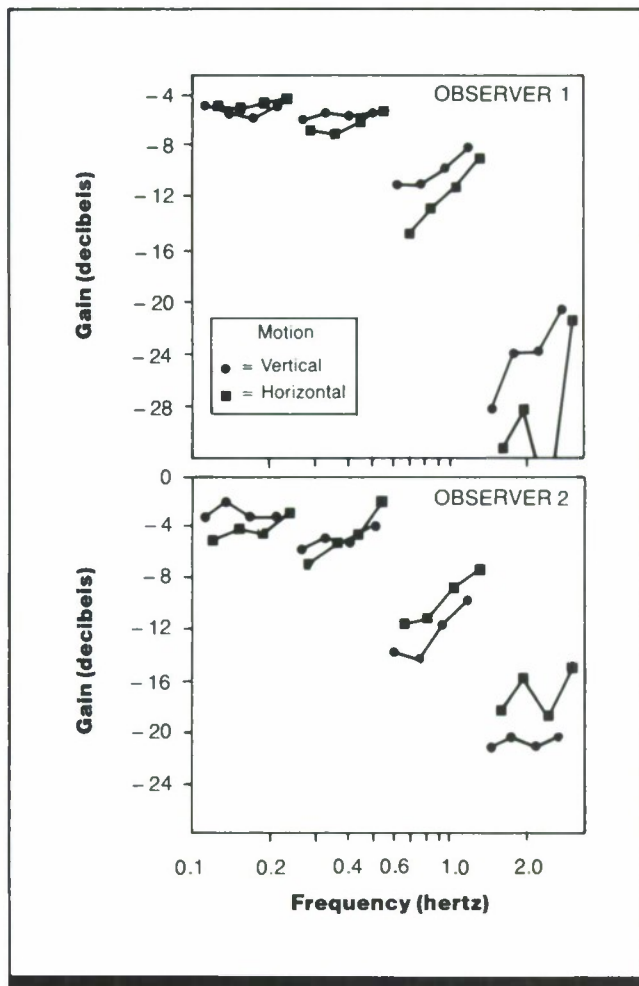 OBSERVER 1
Gain (decibels)
− 4
− 8
− 12
− 16
− 20
− 24
− 28
Motion
● = Vertical
■ = Horizontal
OBSERVER 2
Gain (decibels)
0
− 4
− 8
− 12
− 16
− 20
− 24
0.1 0.2 0.4 0.6 1.0 2.0
Frequency (hertz)